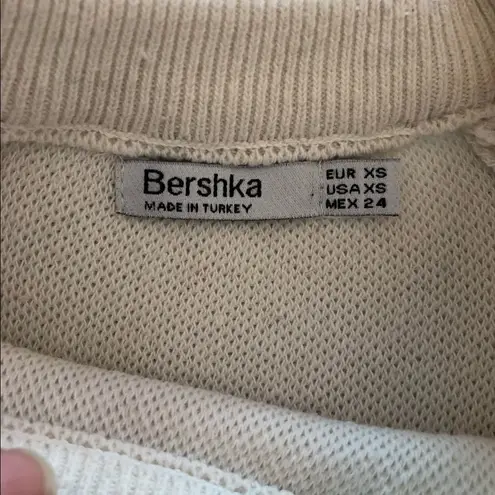 Bershka
MADE IN TURKEY
EUR XS
USA XS
MEX 24